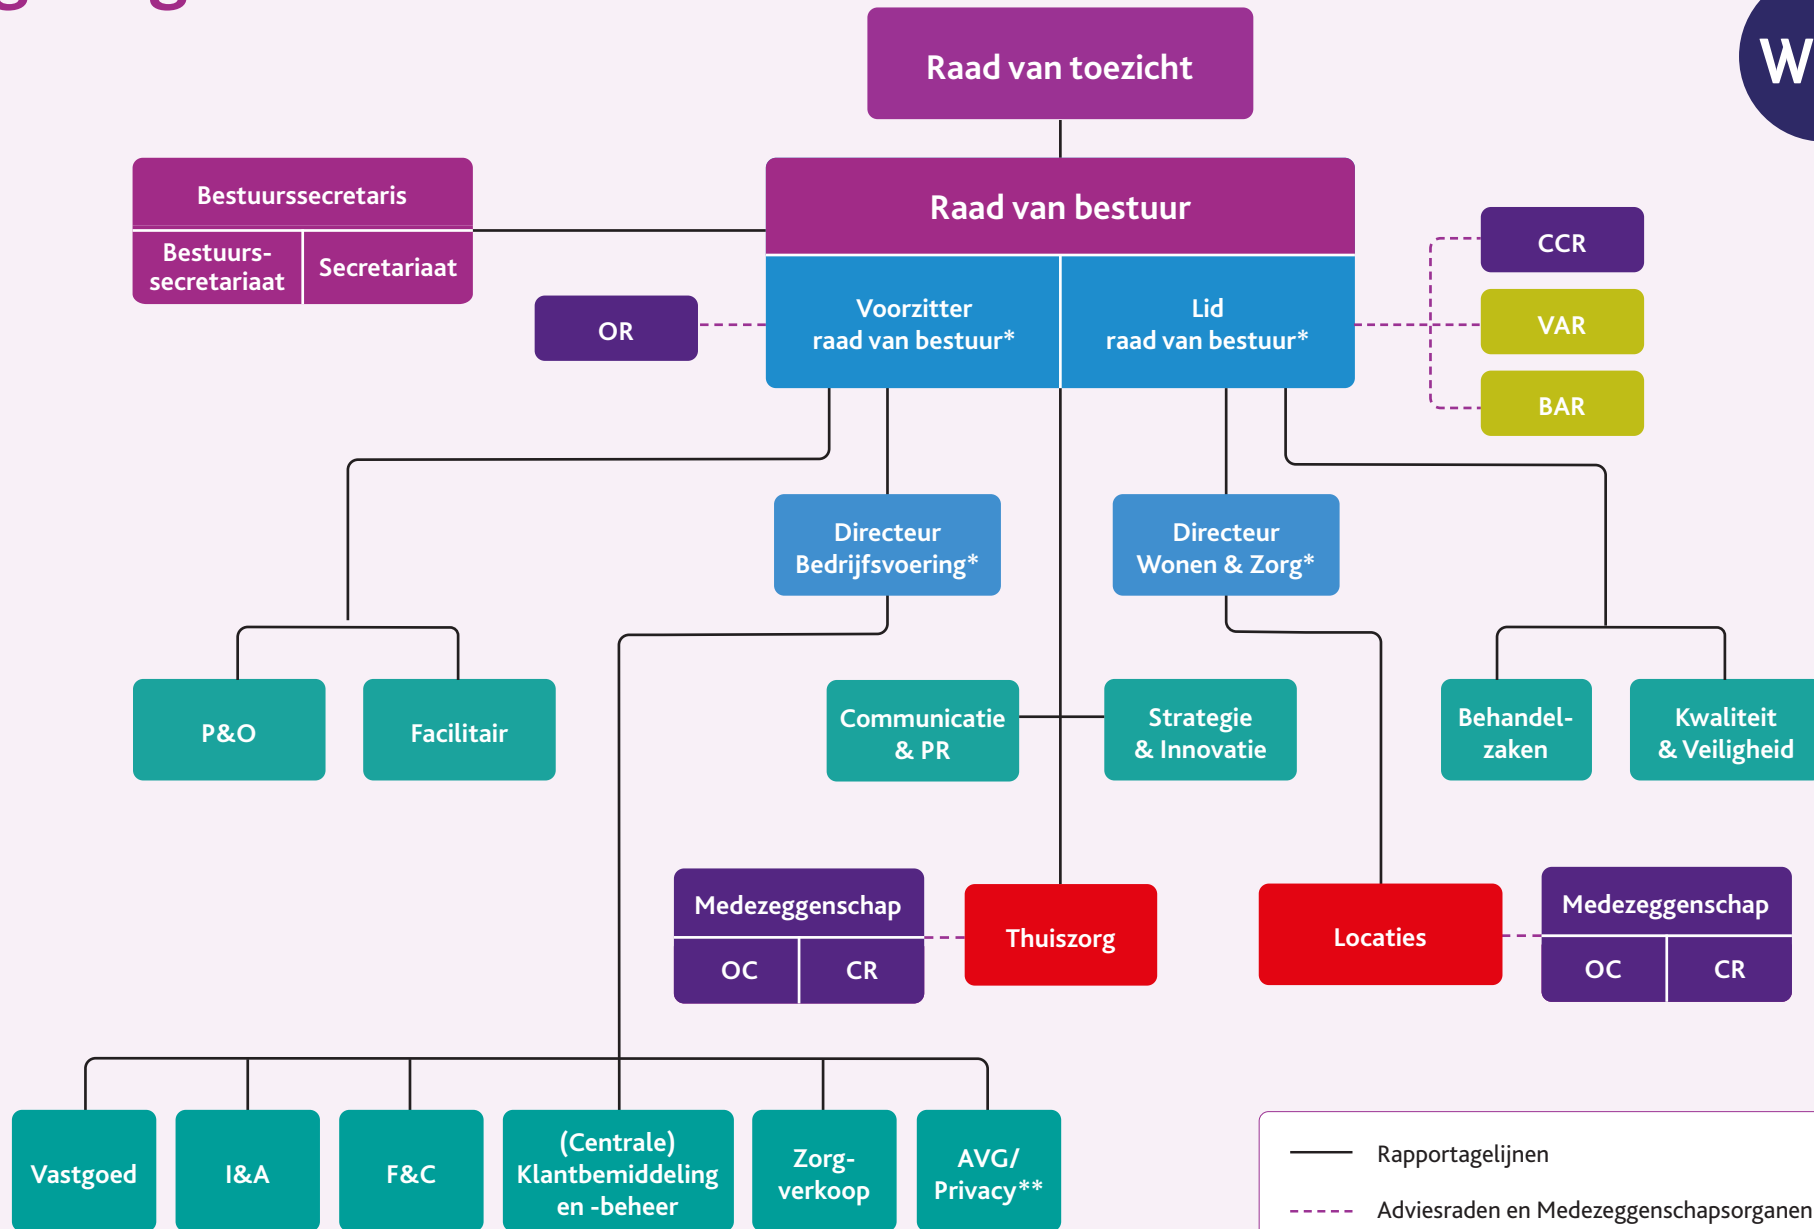 Raad van toezicht
W
Bestuurssecretaris
Bestuurs-
secretariaat
Secretariaat
Raad van bestuur
Voorzitter
raad van bestuur*
Lid
raad van bestuur*
OR
CCR
VAR
BAR
Directeur
Bedrijfsvoering*
Directeur
Wonen & Zorg*
P&O
Facilitair
Communicatie
& PR
Strategie
& Innovatie
Behandel-
zaken
Kwaliteit
& Veiligheid
Medezeggenschap
OC
CR
Thuiszorg
Locaties
Medezeggenschap
OC
CR
Vastgoed
I&A
F&C
(Centrale)
Klantbemiddeling
en -beheer
Zorg-
verkoop
AVG/
Privacy**
Rapportagelijnen
Adviesraden en Medezeggenschapsorganen